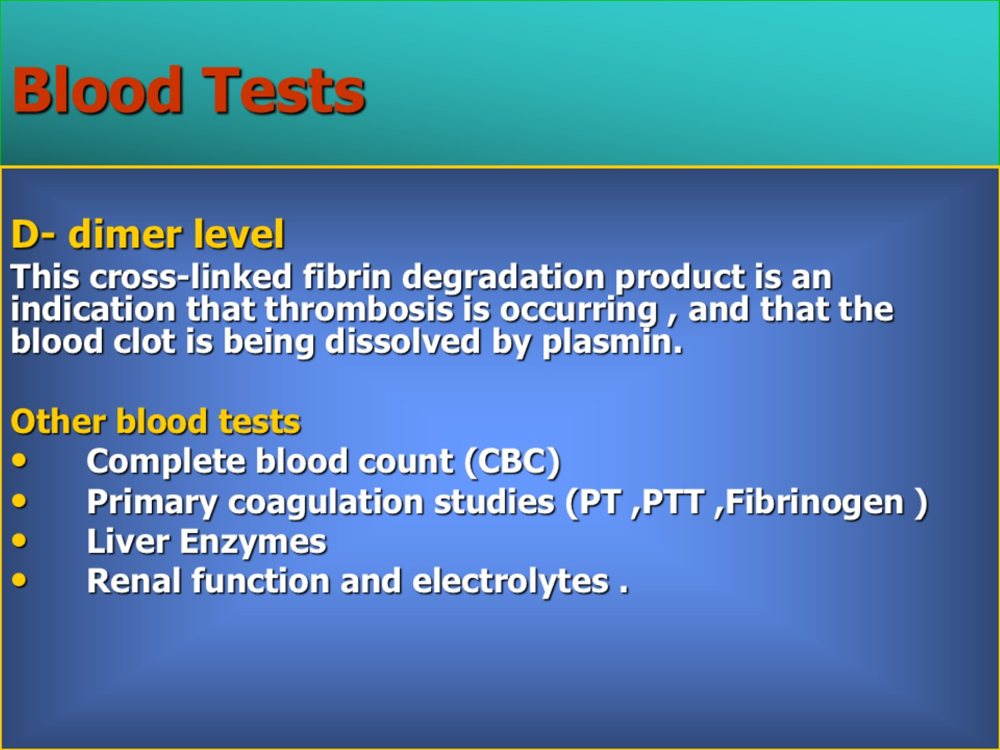 Blood Tests
D- dimer level
This cross-linked fibrin degradation product is an
indication that thrombosis is occurring , and that the
blood clot is being dissolved by plasmin.
Other blood tests
• Complete blood count (CBC)
• Primary coagulation studies (PT ,PTT ,Fibrinogen )
• Liver Enzymes
• Renal function and electrolytes .